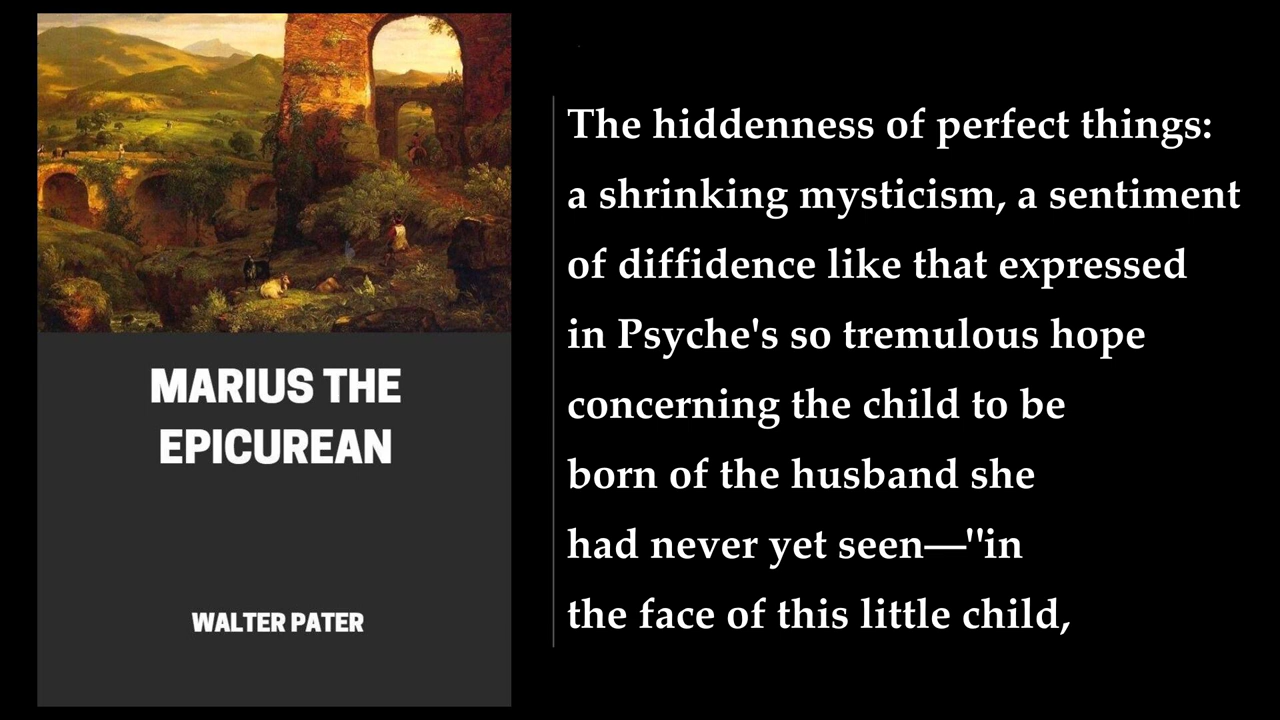 MARIUS THE
EPICUREAN
WALTER PATER
The hiddenness of perfect things:
a shrinking mysticism, a sentiment
of diffidence like that expressed
in Psyche's so tremulous hope
concerning the child to be
born of the husband she
had never yet seen—"in
the face of this little child,